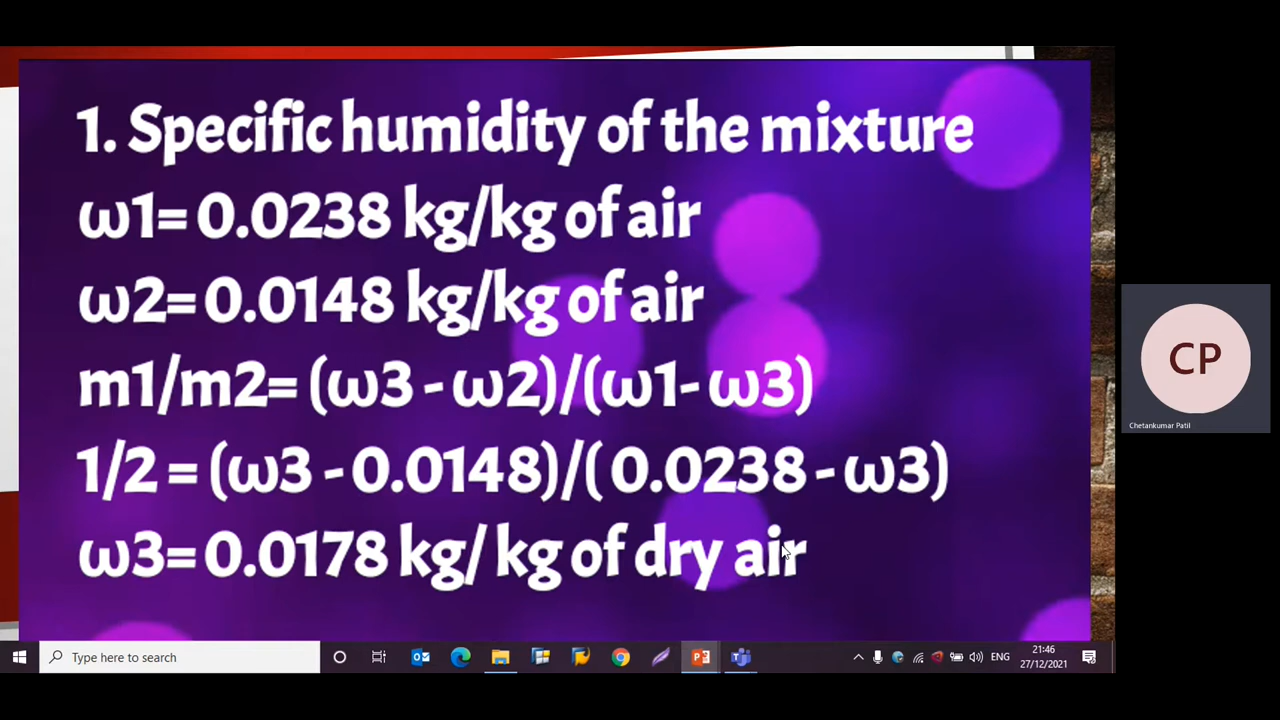 1. Specific humidity of the mixture
ω1= 0.0238 kg/kg of air
ω2= 0.0148 kg/kg of air
m1/m2= (ω3 - ω2)/(ω1- ω3)
1/2 = (ω3 - 0.0148)/( 0.0238 - ω3)
ω3= 0.0178 kg/ kg of dry air
CP
Chetankumar Patil
Type here to search
ENG
21:46
27/12/2021